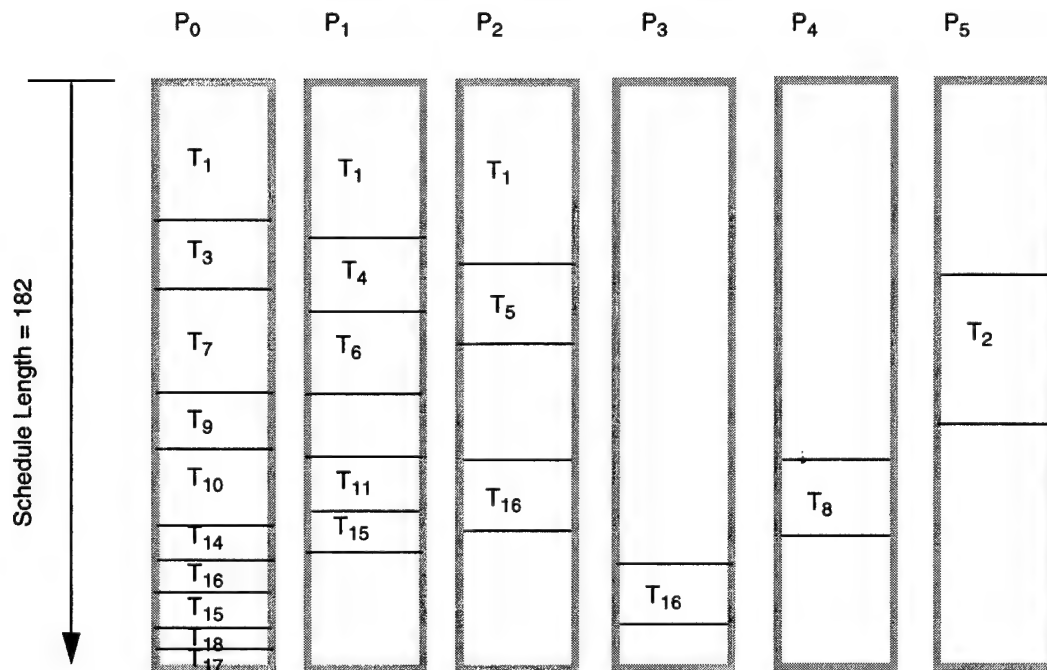 P0 P1 P2 P3 P4 P5
Schedule Length = 182
T1
T3
T7
T9
T10
T14
T16
T15
T18
T17
T1
T4
T6
T11
T15
T1
T5
T16
T16
T8
T2